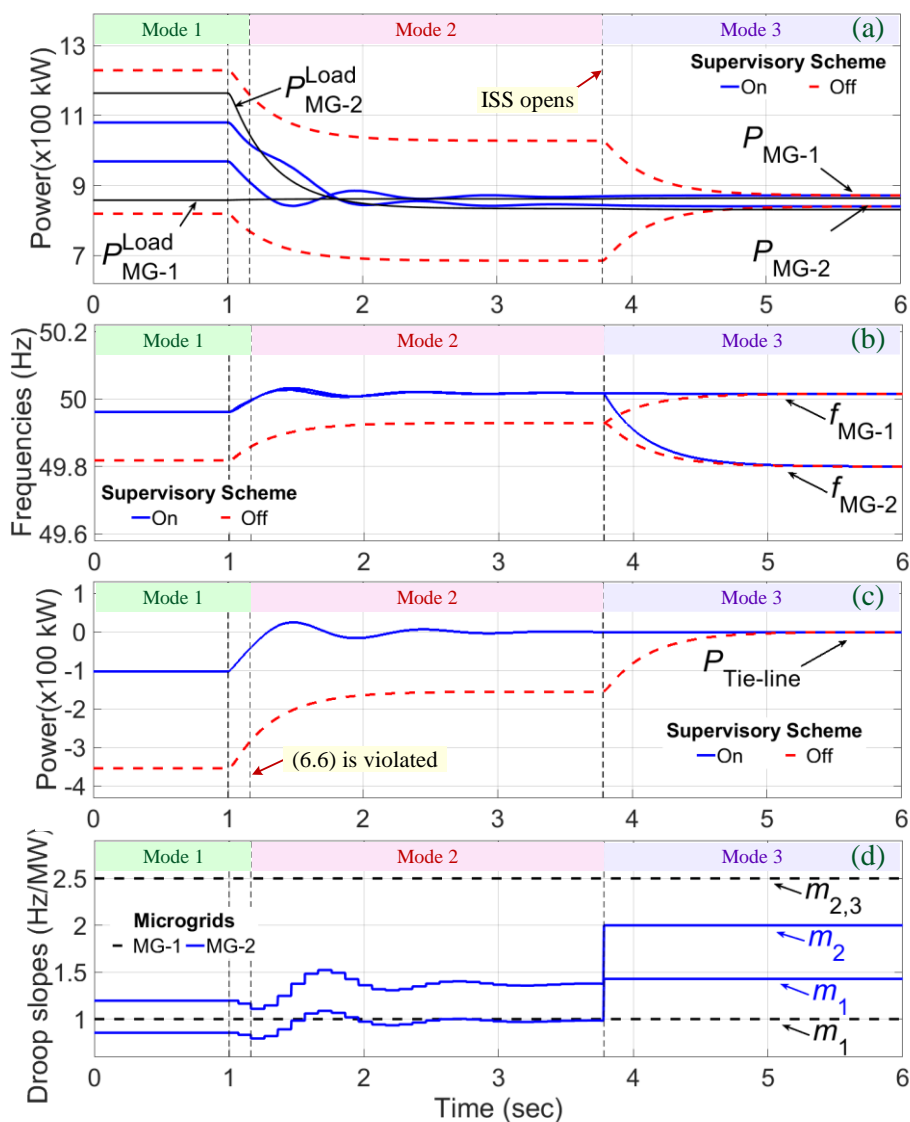 Mode 1 Mode 2 Mode 3 (a)
Power(x100 kW)
13
11
9
7
P Load MG-2
ISS opens
Supervisory Scheme
On Off
P MG-1
P Load MG-1
P MG-2
0 1 2 3 4 5 6
Mode 1 Mode 2 Mode 3 (b)
Frequencies (Hz)
50.2
50
49.8
49.6
f MG-1
f MG-2
Supervisory Scheme
On Off
0 1 2 3 4 5 6
Mode 1 Mode 2 Mode 3 (c)
Power(x100 kW)
1
0
-1
-2
-3
-4
P Tie-line
(6.6) is violated
Supervisory Scheme
On Off
0 1 2 3 4 5 6
Mode 1 Mode 2 Mode 3 (d)
Droop slopes (Hz/MW)
2.5
2
1.5
1
m2,3
Microgrids
MG-1 MG-2
m2
m1
m1
0 1 2 3 4 5 6
Time (sec)